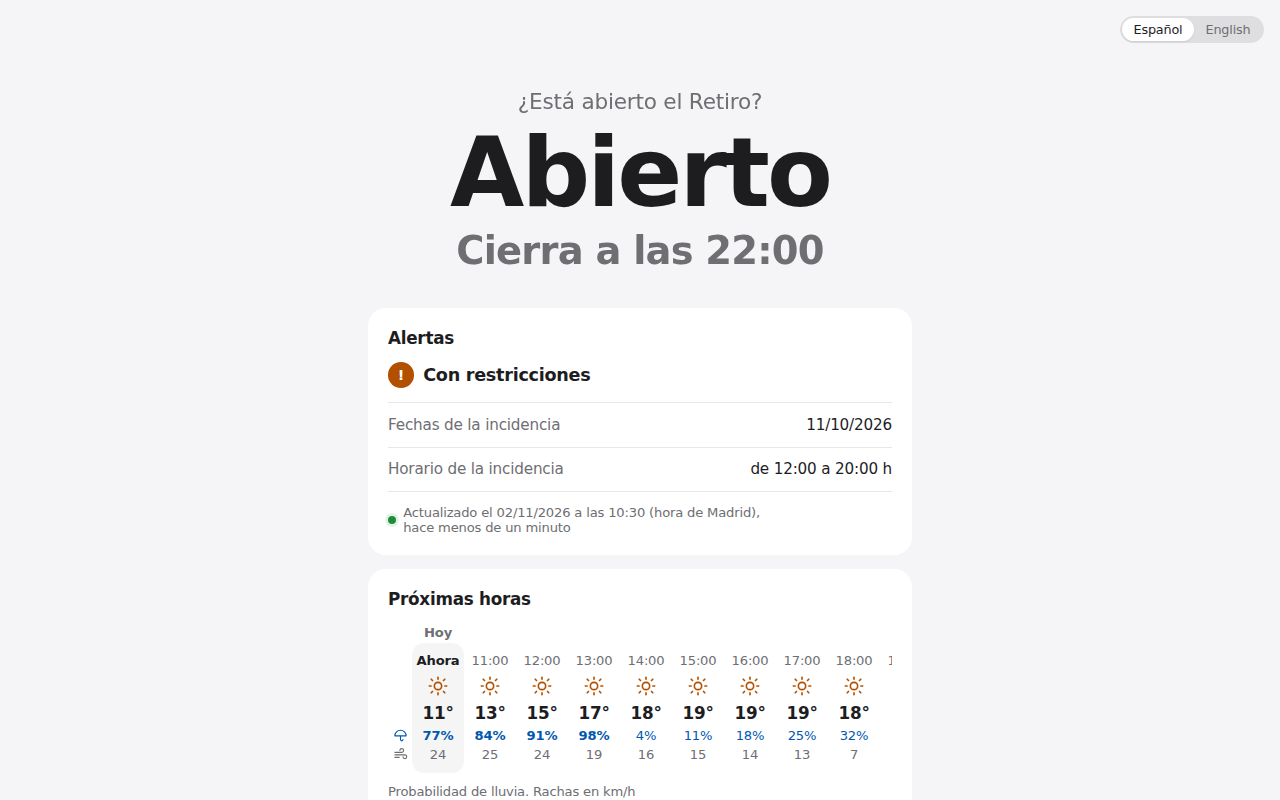 Español English
¿Está abierto el Retiro?
Abierto
Cierra a las 22:00
Alertas
! Con restricciones
Fechas de la incidencia 11/10/2026
Horario de la incidencia de 12:00 a 20:00 h
Actualizado el 02/11/2026 a las 10:30 (hora de Madrid),
hace menos de un minuto
Próximas horas
Hoy
Ahora 11:00 12:00 13:00 14:00 15:00 16:00 17:00 18:00
11° 13° 15° 17° 18° 19° 19° 19° 18°
77% 84% 91% 98% 4% 11% 18% 25% 32%
24 25 24 19 16 15 14 13 7
Probabilidad de lluvia. Rachas en km/h